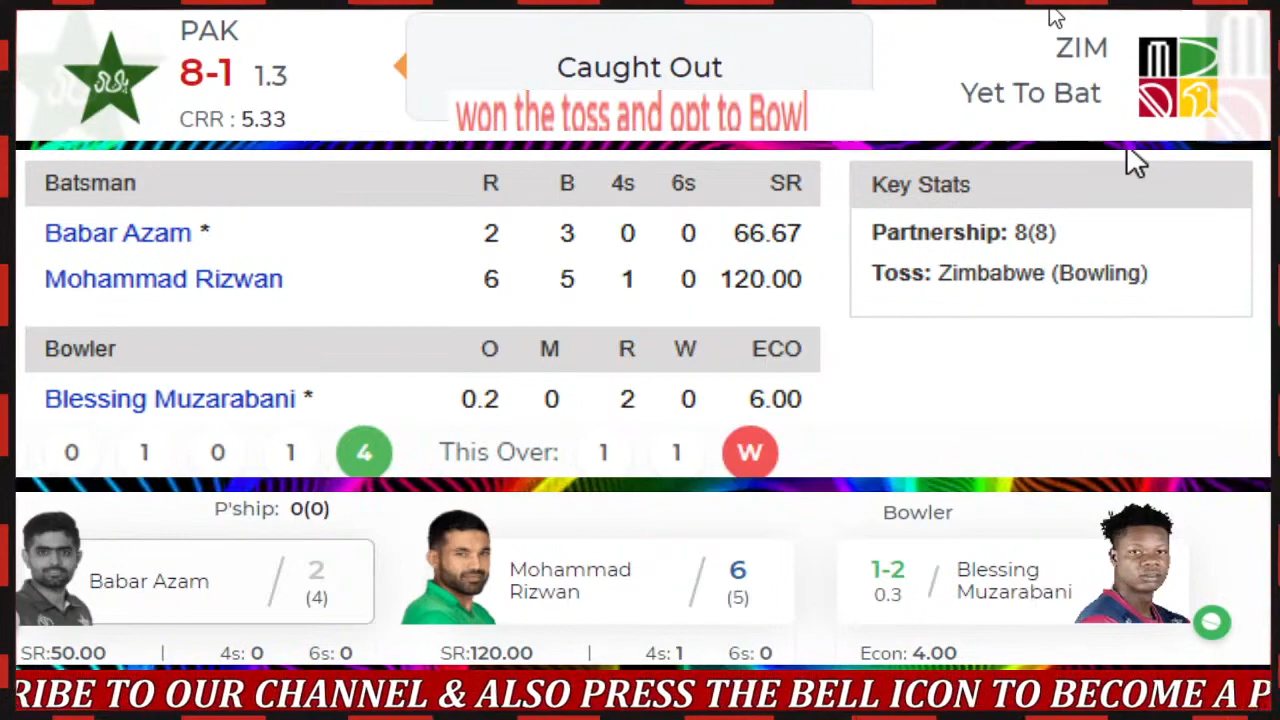 PAK
8-1 1.3
CRR : 5.33
Caught Out
won the toss and opt to Bowl
ZIM
Yet To Bat
Batsman R B 4s 6s SR
Babar Azam * 2 3 0 0 66.67
Mohammad Rizwan 6 5 1 0 120.00
Bowler O M R W ECO
Blessing Muzarabani * 0.2 0 2 0 6.00
Key Stats
Partnership: 8(8)
Toss: Zimbabwe (Bowling)
0 1 0 1 4 This Over: 1 1 W
P'ship: 0(0)
Babar Azam / 2
(4)
SR:50.00 | 4s: 0 6s: 0
Mohammad
Rizwan / 6
(5)
SR:120.00 | 4s: 1 6s: 0
Bowler
1-2 / Blessing
0.3 Muzarabani
Econ: 4.00
RIBE TO OUR CHANNEL & ALSO PRESS THE BELL ICON TO BECOME A P